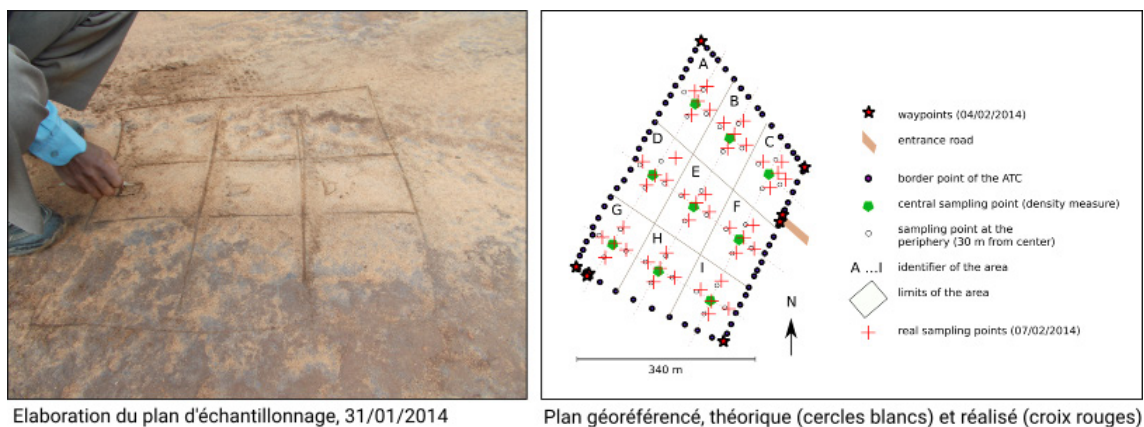 A
B
C
D
E
F
G
H
I
N
340 m
waypoints (04/02/2014)
entrance road
border point of the ATC
central sampling point (density measure)
sampling point at the
periphery (30 m from center)
A ...I identifier of the area
limits of the area
real sampling points (07/02/2014)
Elaboration du plan d'échantillonnage, 31/01/2014
Plan géoréférencé, théorique (cercles blancs) et réalisé (croix rouges)